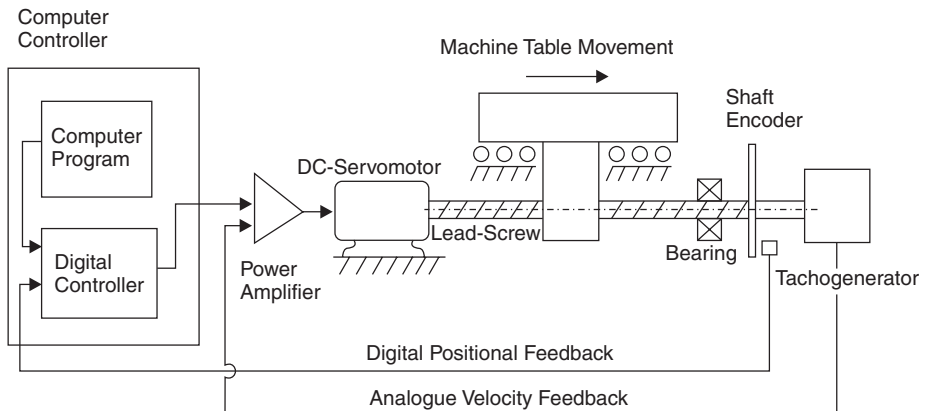 Computer
Controller
Machine Table Movement
Shaft
Encoder
Computer
Program
DC-Servomotor
Lead-Screw
Digital
Controller
Power
Amplifier
Bearing
Tachogenerator
Digital Positional Feedback
Analogue Velocity Feedback